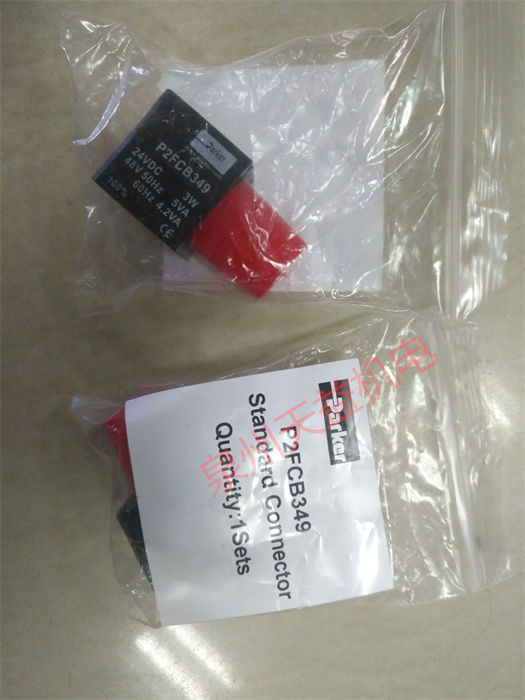 Parker
P2FCB349
24VDC 3W
48V 50Hz 5VA
60Hz 4.2VA
100%
CE
Parker
P2FCB349
Standard Connector
Quantity:1Sets
泉州天益机电